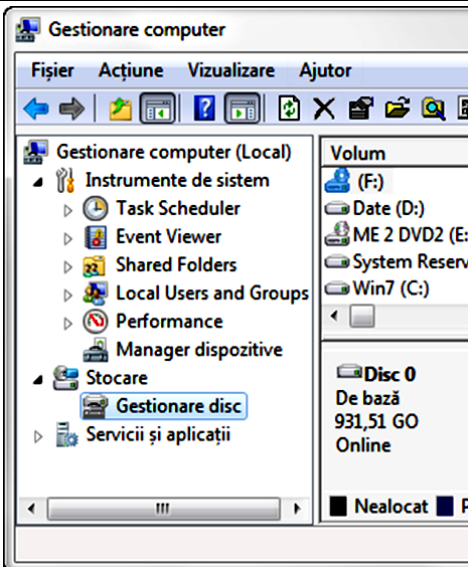 Gestionare computer
Fișier Acțiune Vizualizare Ajutor
Gestionare computer (Local)
Instrumente de sistem
Task Scheduler
Event Viewer
Shared Folders
Local Users and Groups
Performance
Manager dispozitive
Stocare
Gestionare disc
Servicii și aplicații
Volum
(F:)
Date (D:)
ME 2 DVD2 (E:
System Reserv
Win7 (C:)
Disc 0
De bază
931,51 GO
Online
Nealocat P